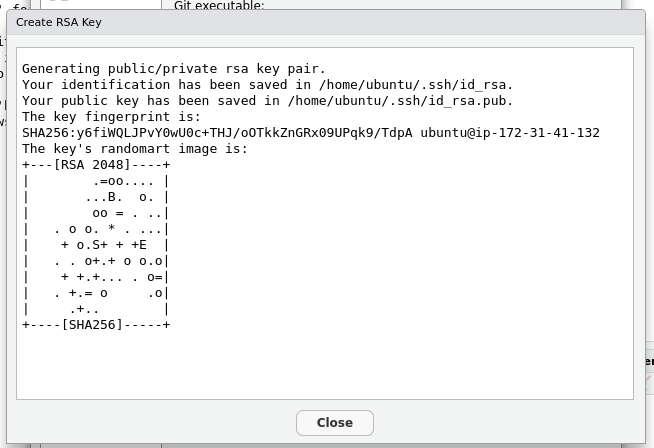 Git executable:
Create RSA Key
Generating public/private rsa key pair.
Your identification has been saved in /home/ubuntu/.ssh/id_rsa.
Your public key has been saved in /home/ubuntu/.ssh/id_rsa.pub.
The key fingerprint is:
SHA256:y6fiWQLJPvY0wU0c+THJ/oOTkkZnGRx09UPqk9/TdpA ubuntu@ip-172-31-41-132
The key's randomart image is:
+---[RSA 2048]----+
|        .=oo.... |
|       ...B.  o. |
|        oo = . ..|
|   . o o. * . ...|
|    + o.S+ + +E  |
|   . . o+.+ o o.o|
|    + +.+... . o=|
|   . +.= o     .o|
|     .+..        |
+----[SHA256]-----+
Close